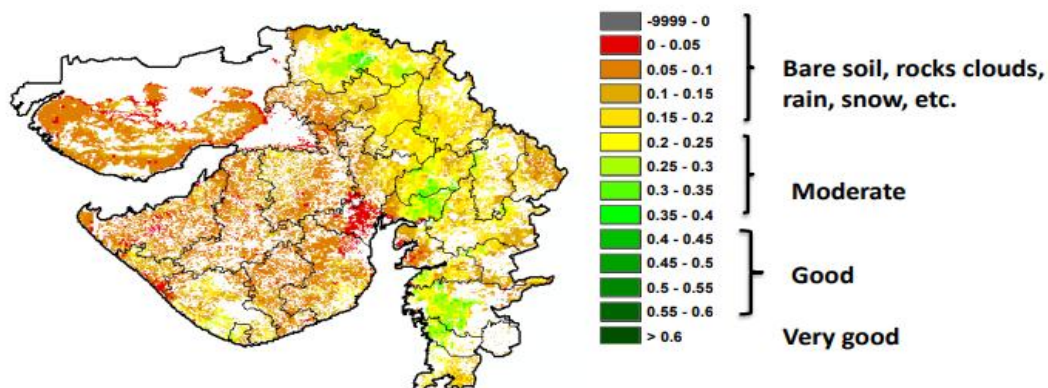 -9999 - 0
0 - 0.05
0.05 - 0.1
0.1 - 0.15
0.15 - 0.2
0.2 - 0.25
0.25 - 0.3
0.3 - 0.35
0.35 - 0.4
0.4 - 0.45
0.45 - 0.5
0.5 - 0.55
0.55 - 0.6
> 0.6
Bare soil, rocks clouds,
rain, snow, etc.
Moderate
Good
Very good